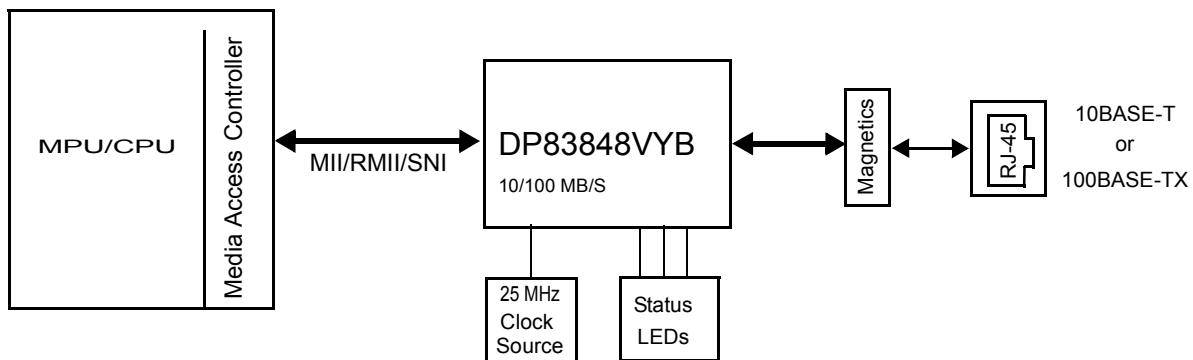 MPU/CPU
Media Access Controller
MII/RMII/SNI
DP83848VYB
10/100 MB/S
25 MHz
Clock
Source
Status
LEDs
Magnetics
RJ-45
10BASE-T
or
100BASE-TX